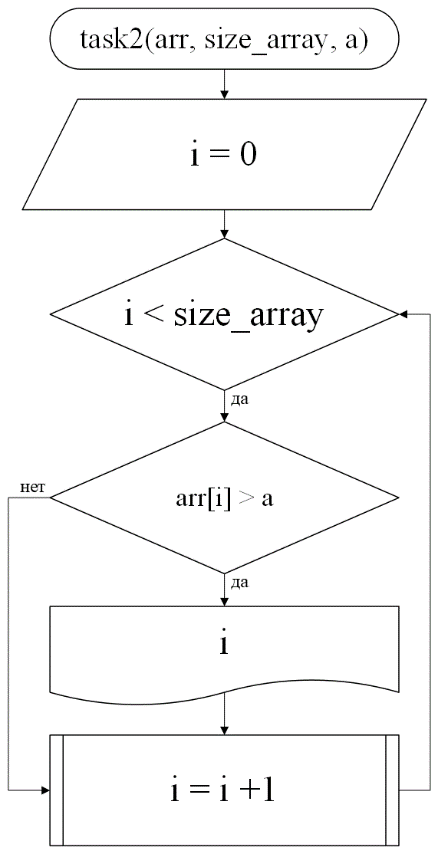 task2(arr, size_array, a)
i = 0
i < size_array
да
arr[i] > a
нет
да
i
i = i +1